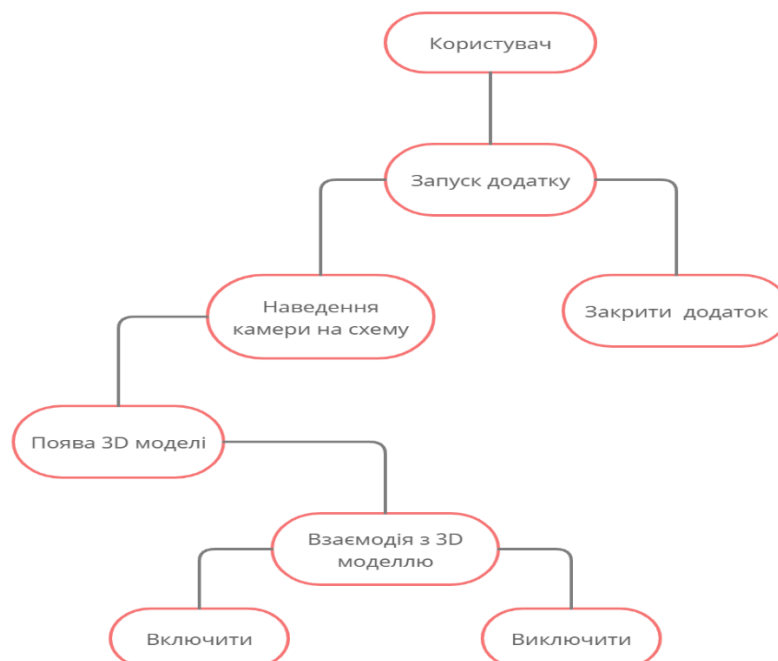 Користувач
Запуск додатку
Наведення
камери на схему
Закрити додаток
Поява 3D моделі
Взаємодія з 3D
моделлю
Включити
Виключити